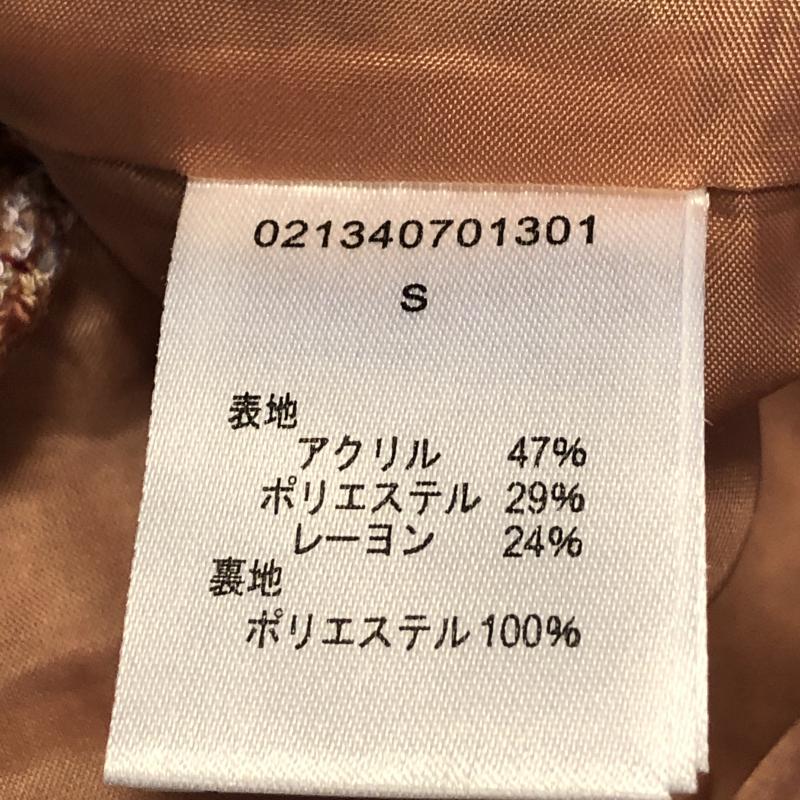 021340701301
S
表地
アクリル 47%
ポリエステル 29%
レーヨン 24%
裏地
ポリエステル 100%